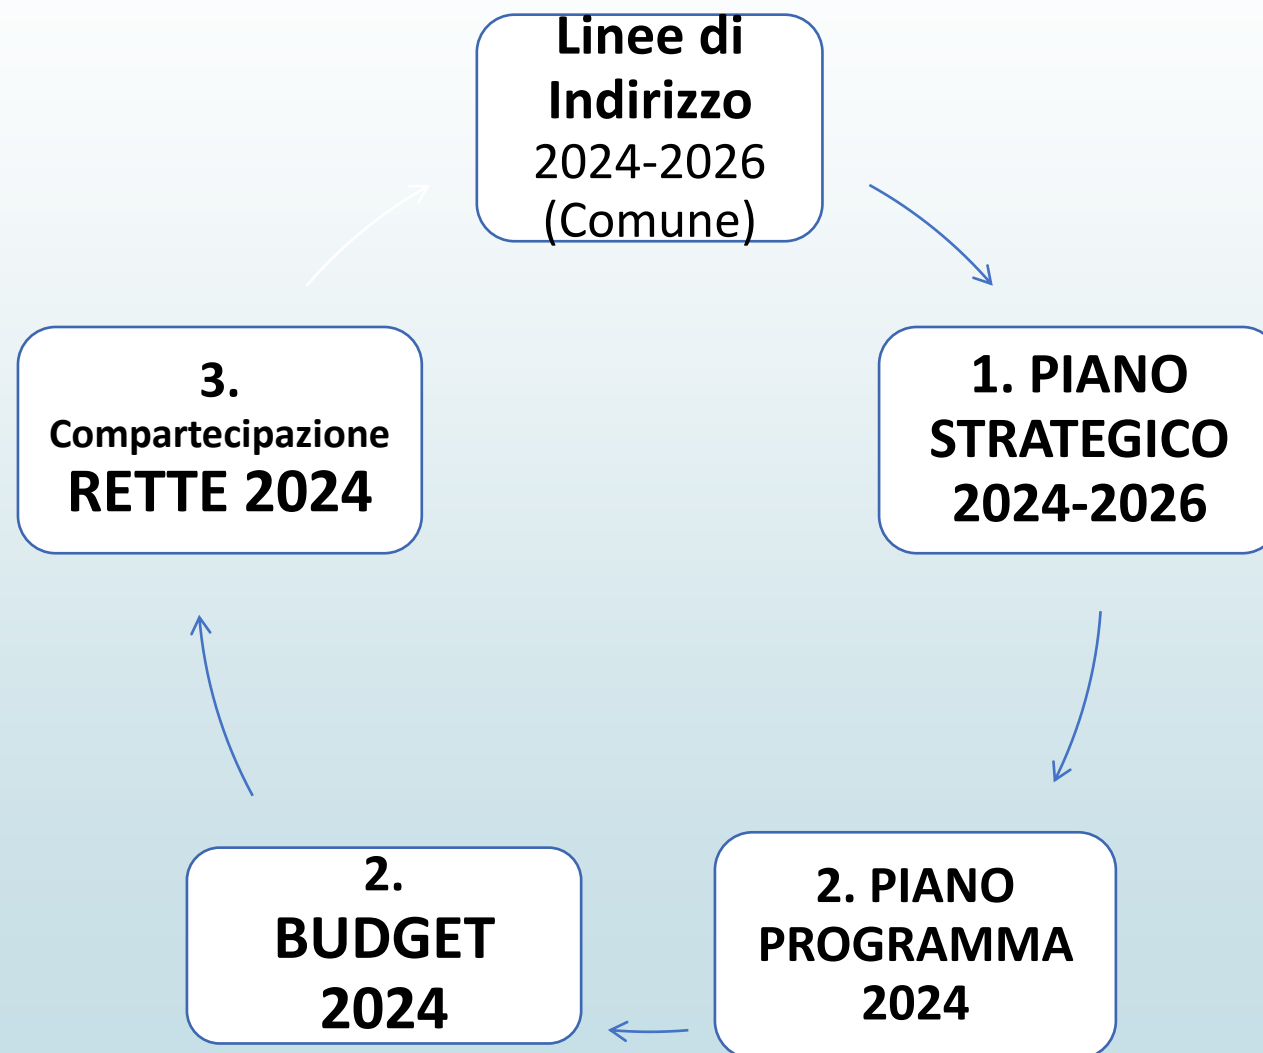 Linee di
Indirizzo
2024-2026
(Comune)
1. PIANO
STRATEGICO
2024-2026
2. PIANO
PROGRAMMA
2024
2.
BUDGET
2024
3.
Compartecipazione
RETTE 2024